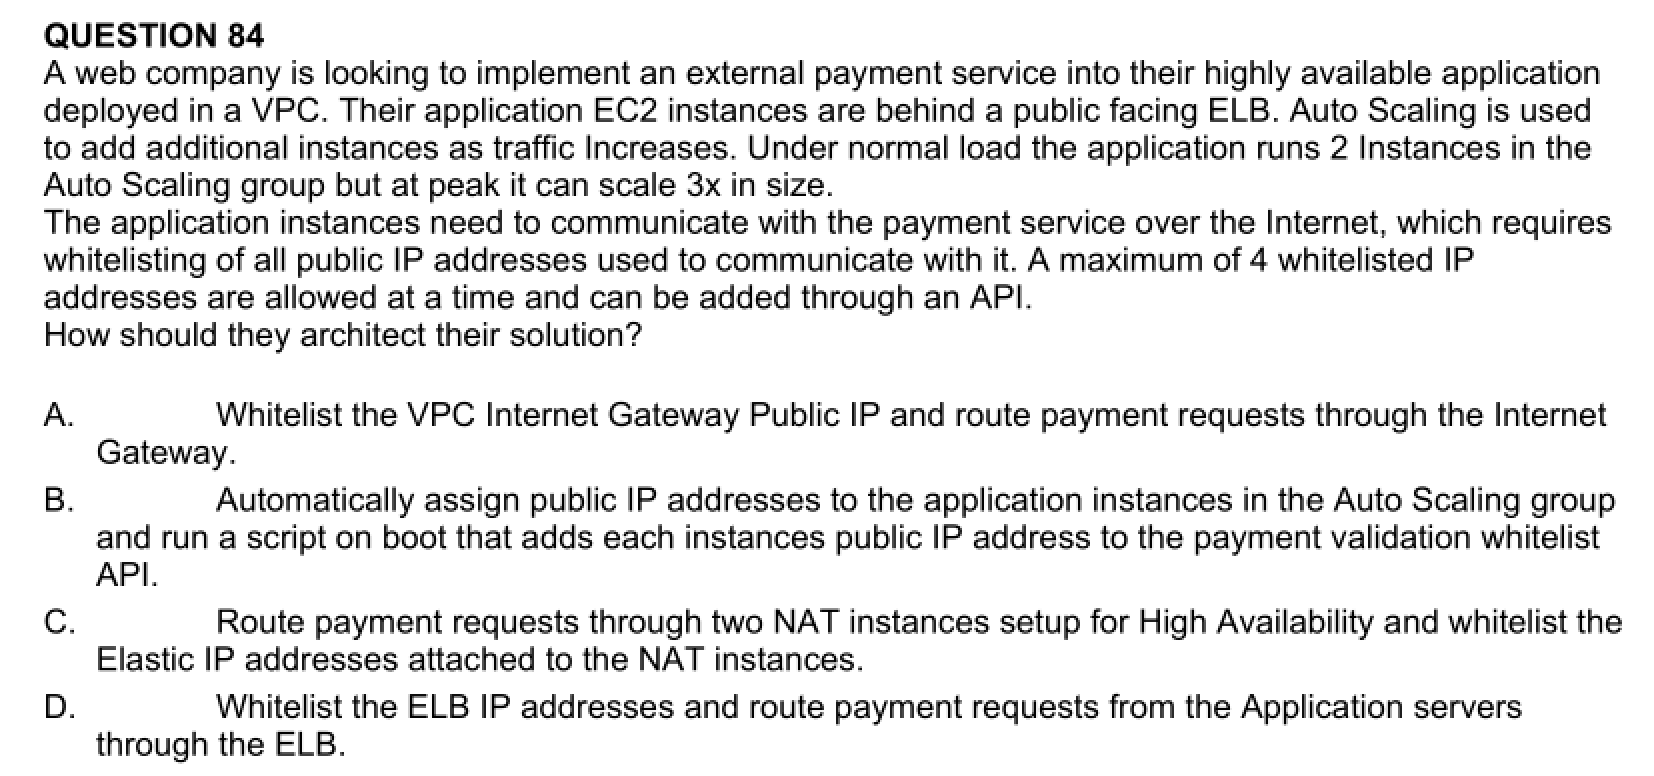 QUESTION 84
A web company is looking to implement an external payment service into their highly available application
deployed in a VPC. Their application EC2 instances are behind a public facing ELB. Auto Scaling is used
to add additional instances as traffic Increases. Under normal load the application runs 2 Instances in the
Auto Scaling group but at peak it can scale 3x in size.
The application instances need to communicate with the payment service over the Internet, which requires
whitelisting of all public IP addresses used to communicate with it. A maximum of 4 whitelisted IP
addresses are allowed at a time and can be added through an API.
How should they architect their solution?
A. Whitelist the VPC Internet Gateway Public IP and route payment requests through the Internet
Gateway.
B. Automatically assign public IP addresses to the application instances in the Auto Scaling group
and run a script on boot that adds each instances public IP address to the payment validation whitelist
API.
C. Route payment requests through two NAT instances setup for High Availability and whitelist the
Elastic IP addresses attached to the NAT instances.
D. Whitelist the ELB IP addresses and route payment requests from the Application servers
through the ELB.